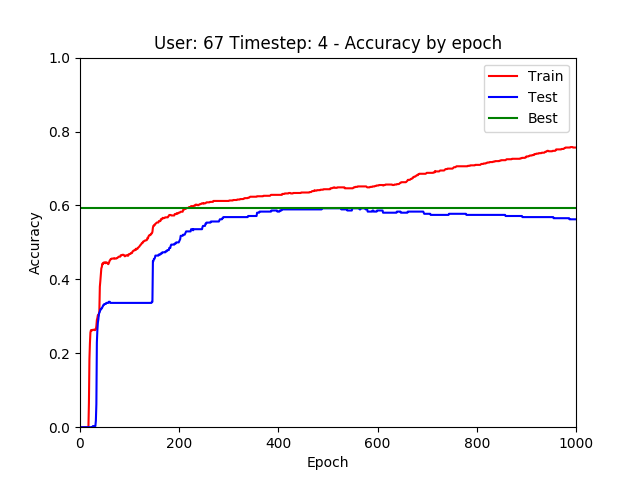 User: 67 Timestep: 4 - Accuracy by epoch
Train
Test
Best
1.0
0.8
0.6
0.4
0.2
0.0
Accuracy
0 200 400 600 800 1000
Epoch